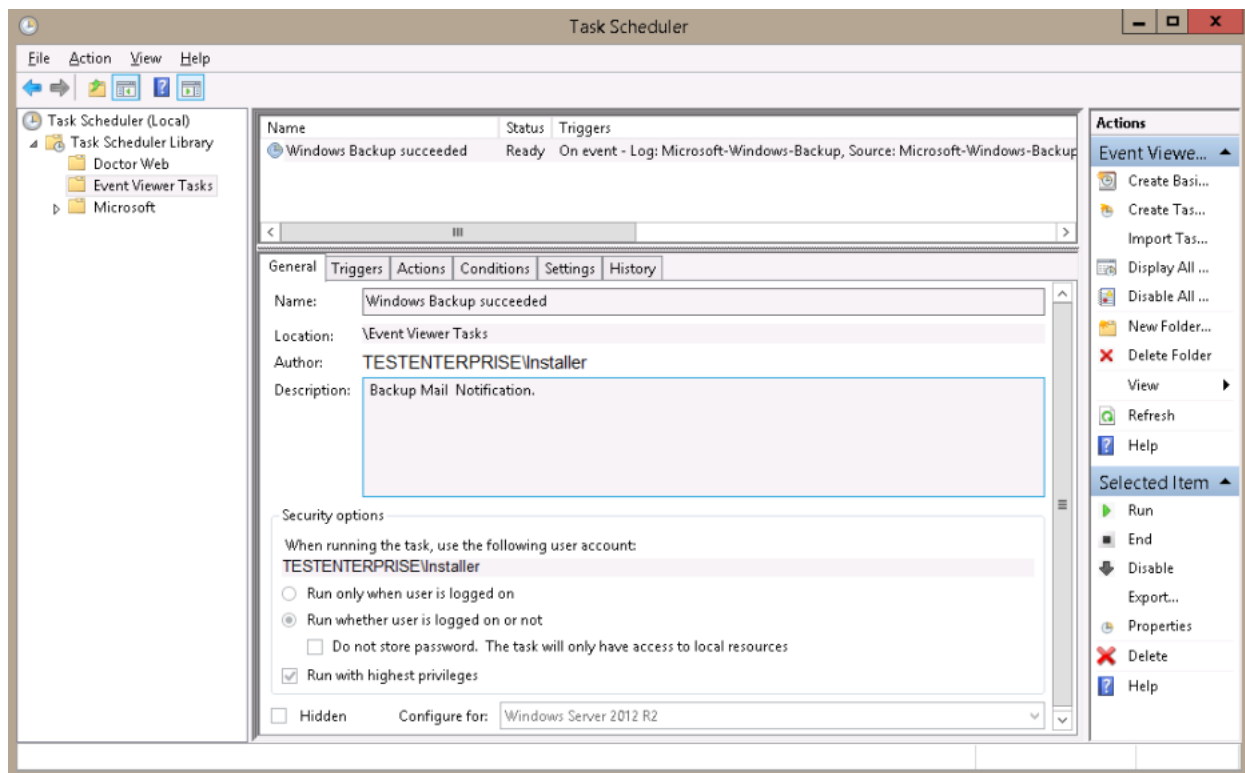 Task Scheduler
File Action View Help
Task Scheduler (Local)
Task Scheduler Library
Doctor Web
Event Viewer Tasks
Microsoft
Name Status Triggers
Windows Backup succeeded Ready On event - Log: Microsoft-Windows-Backup, Source: Microsoft-Windows-Backup
General Triggers Actions Conditions Settings History
Name: Windows Backup succeeded
Location: \Event Viewer Tasks
Author: TESTENTERPRISE\Installer
Description: Backup Mail Notification.
Security options
When running the task, use the following user account:
TESTENTERPRISE\Installer
Run only when user is logged on
Run whether user is logged on or not
Do not store password. The task will only have access to local resources
Run with highest privileges
Hidden Configure for: Windows Server 2012 R2
Actions
Event Viewe...
Create Basi...
Create Tas...
Import Tas...
Display All ...
Disable All ...
New Folder...
Delete Folder
View
Refresh
Help
Selected Item
Run
End
Disable
Export...
Properties
Delete
Help